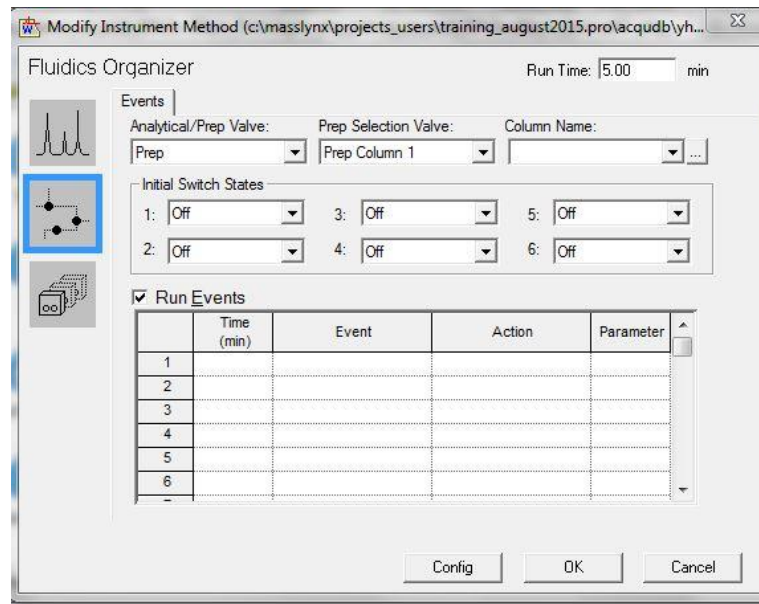 Modify Instrument Method (c:\masslynx\projects_users\training_august2015.pro\acqudb\yh...
Fluidics Organizer
Run Time: 5.00 min
Events
Analytical/Prep Valve: Prep Selection Valve: Column Name:
Prep Prep Column 1 ...
Initial Switch States
1: Off 3: Off 5: Off
2: Off 4: Off 6: Off
Run Events
Time (min) Event Action Parameter
1
2
3
4
5
6
Config OK Cancel